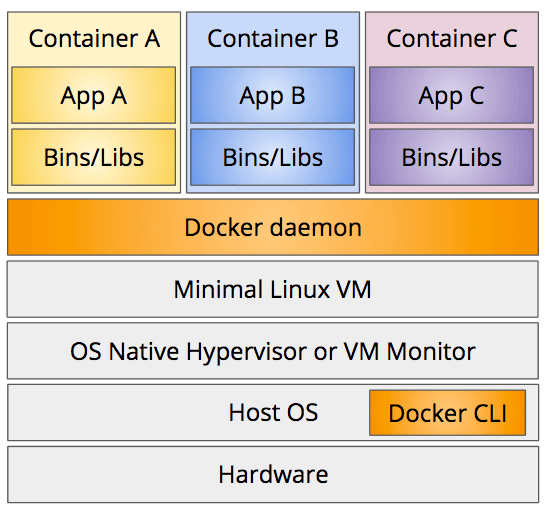 Container A
Container B
Container C
App A
App B
App C
Bins/Libs
Bins/Libs
Bins/Libs
Docker daemon
Minimal Linux VM
OS Native Hypervisor or VM Monitor
Host OS
Docker CLI
Hardware